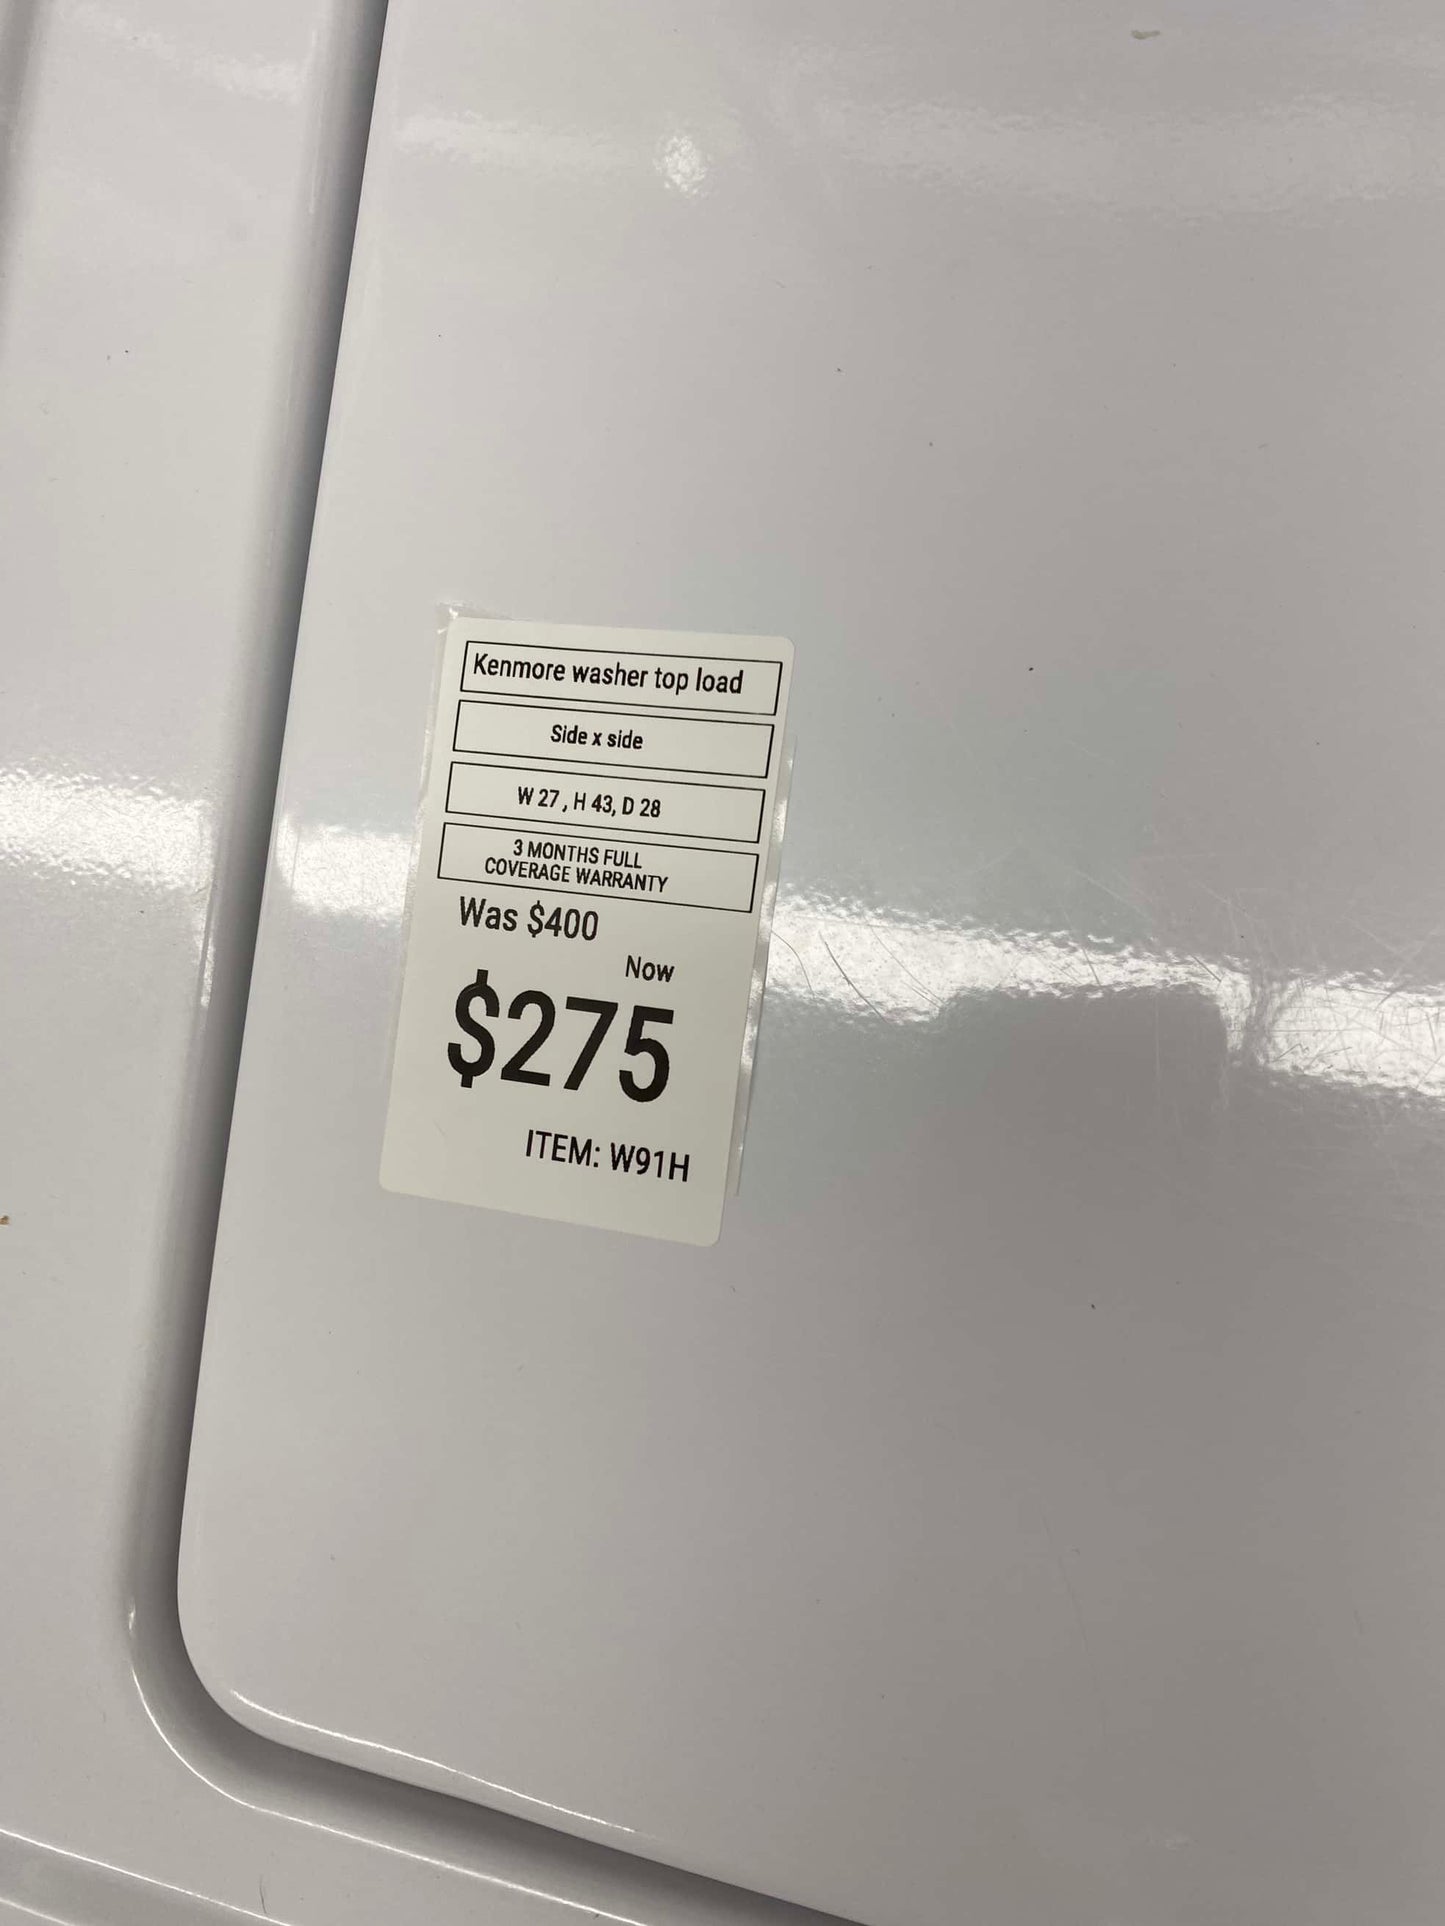 Kenmore washer top load
Side x side
W 27 , H 43, D 28
3 MONTHS FULL
COVERAGE WARRANTY
Was $400
Now
$275
ITEM: W91H